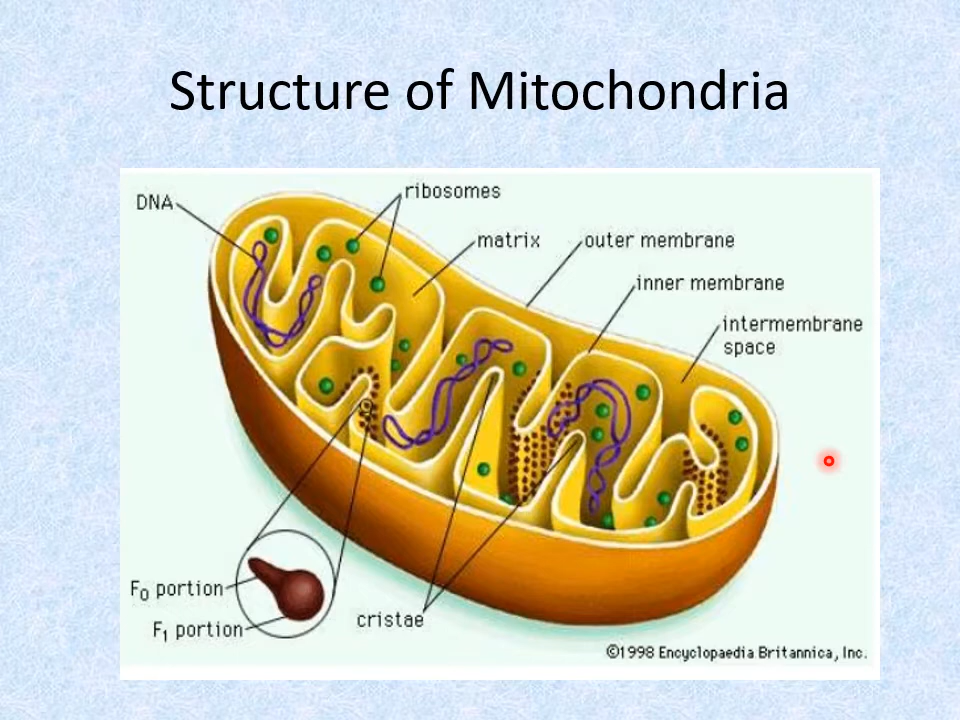 Structure of Mitochondria
DNA
ribosomes
matrix
outer membrane
inner membrane
intermembrane
space
F₀ portion
F₁ portion
cristae
©1998 Encyclopaedia Britannica, Inc.